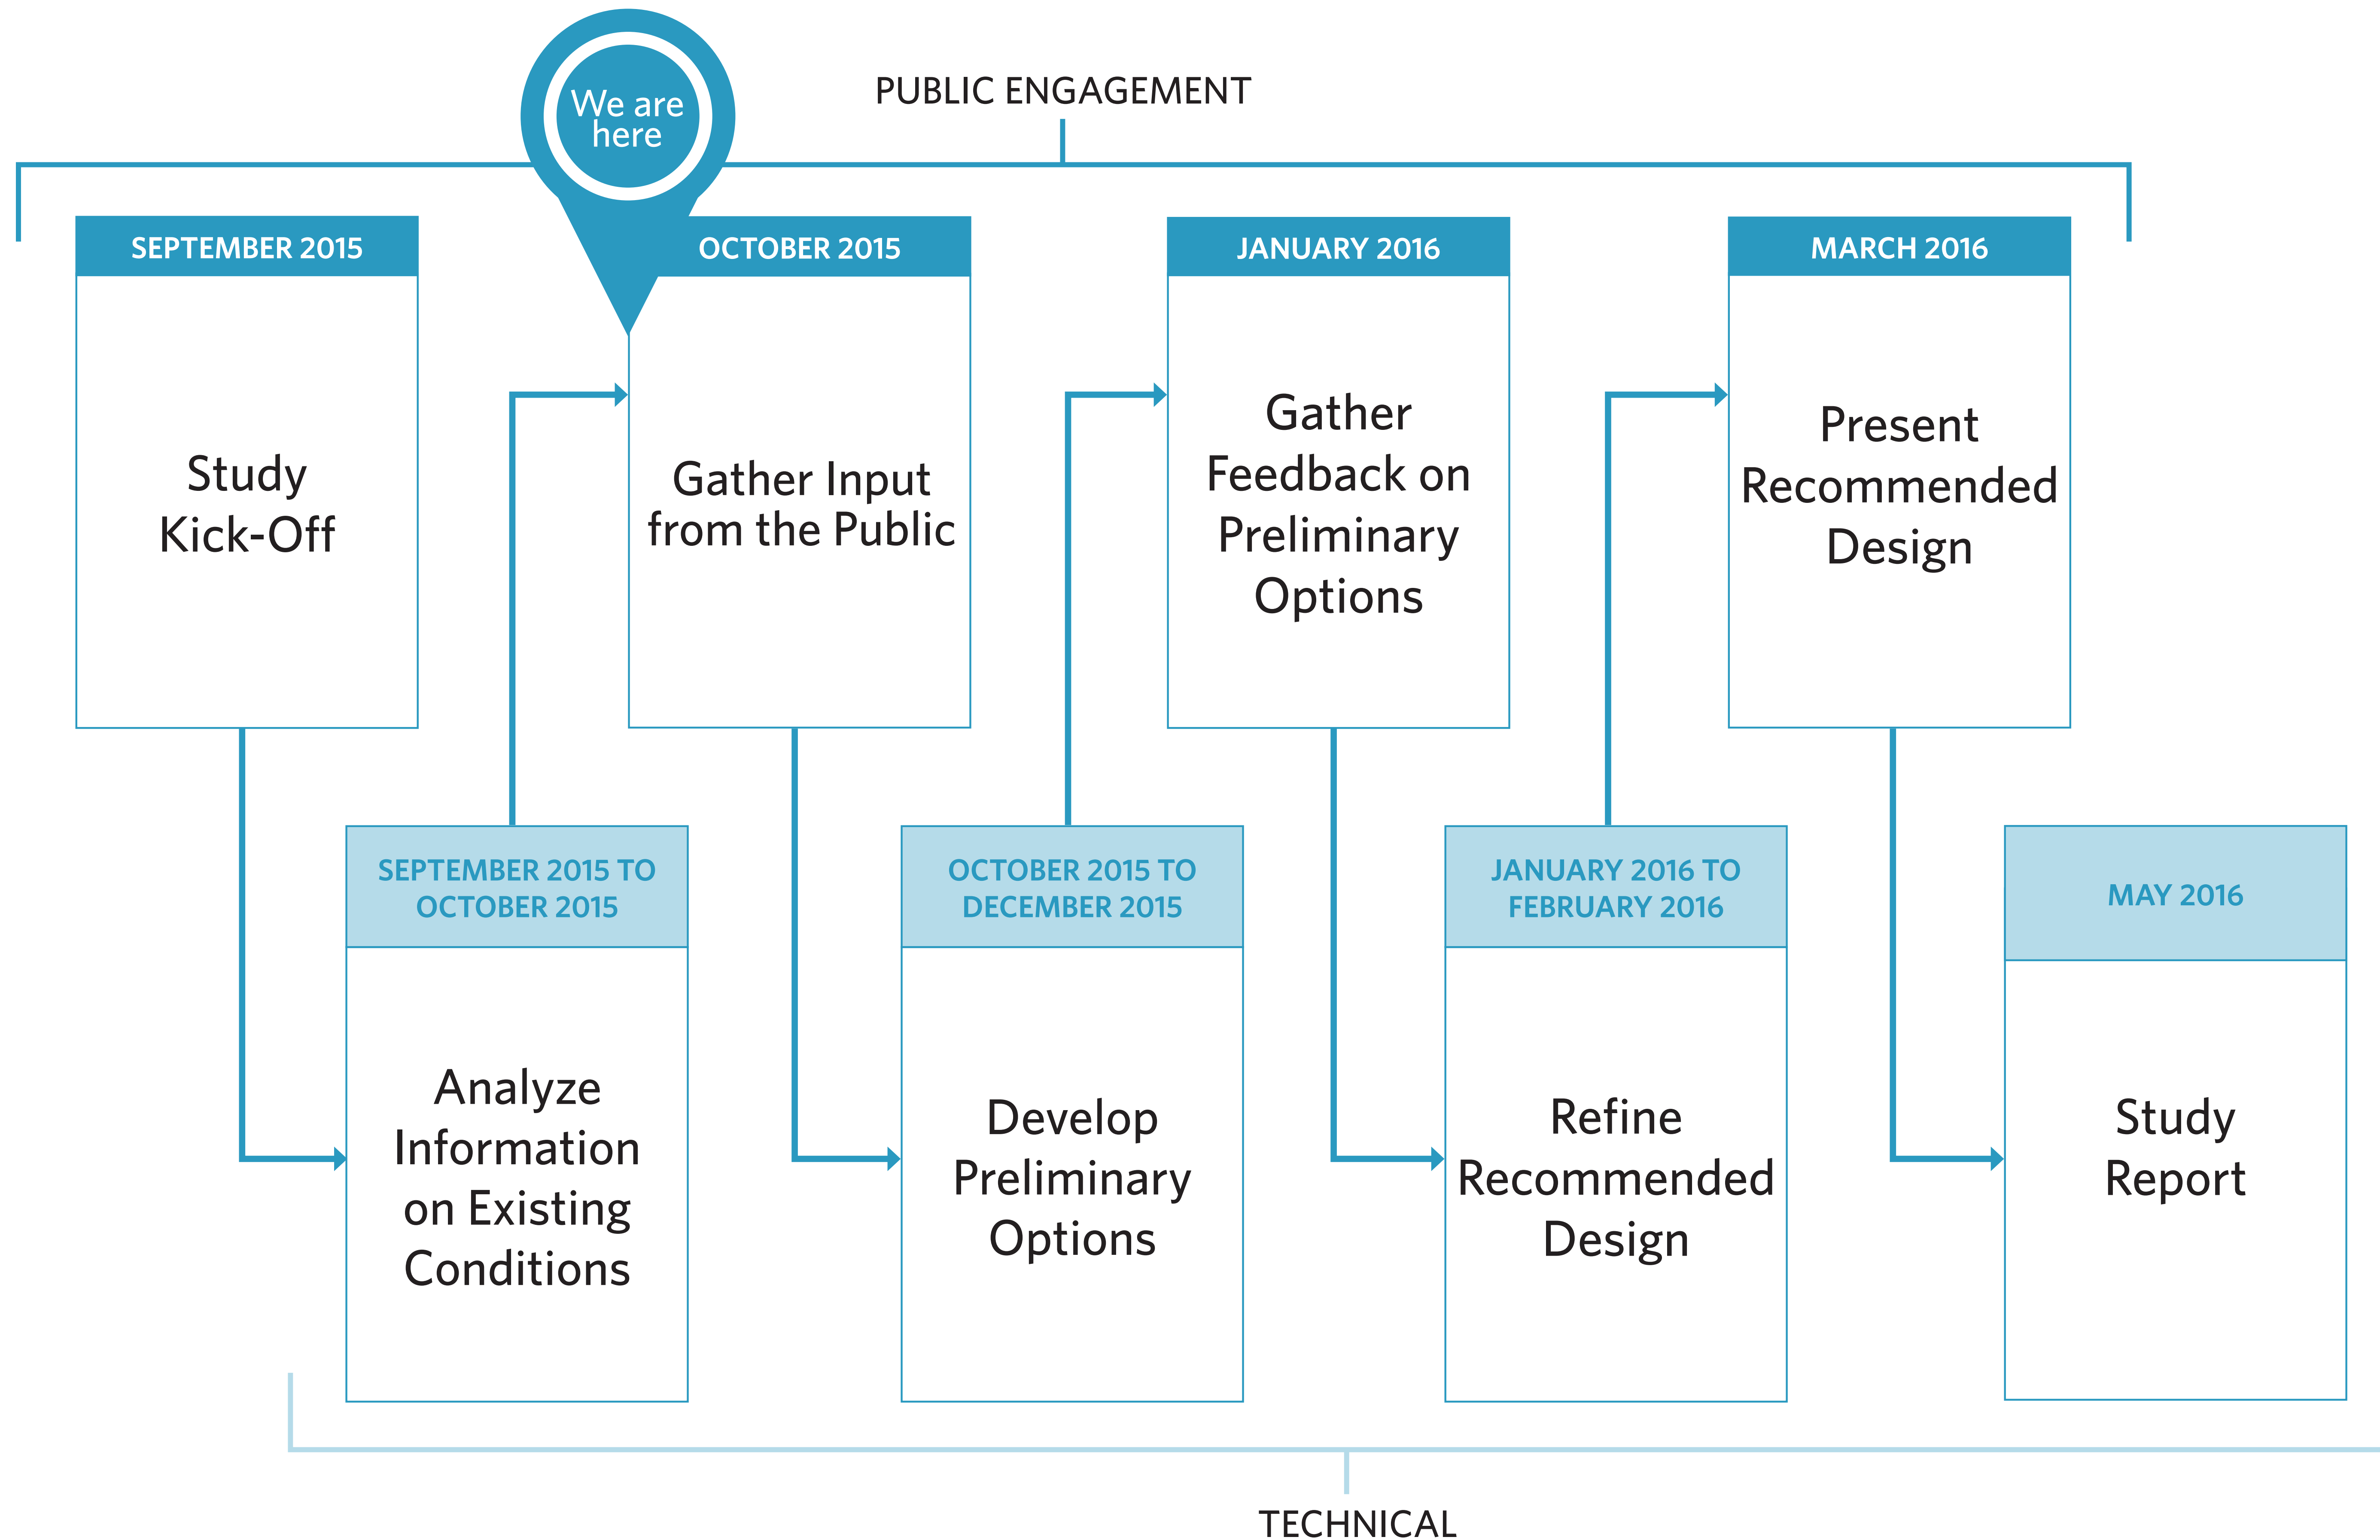 We are
here
PUBLIC ENGAGEMENT
SEPTEMBER 2015
Study
Kick-Off
OCTOBER 2015
Gather Input
from the Public
JANUARY 2016
Gather
Feedback on
Preliminary
Options
MARCH 2016
Present
Recommended
Design
SEPTEMBER 2015 TO
OCTOBER 2015
Analyze
Information
on Existing
Conditions
OCTOBER 2015 TO
DECEMBER 2015
Develop
Preliminary
Options
JANUARY 2016 TO
FEBRUARY 2016
Refine
Recommended
Design
MAY 2016
Study
Report
TECHNICAL